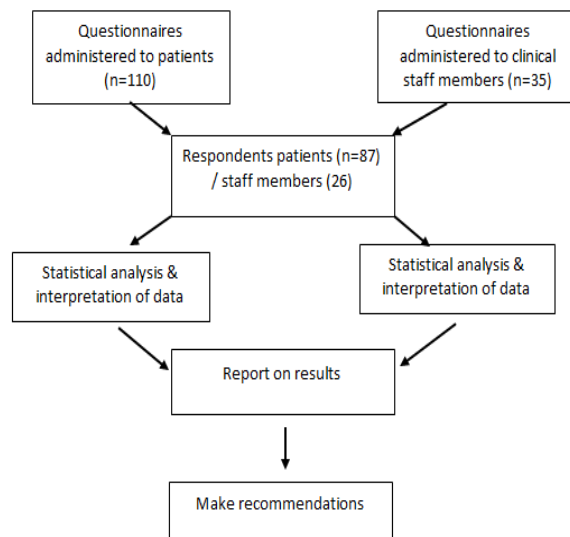 Questionnaires
administered to patients
(n=110)
Questionnaires
administered to clinical
staff members (n=35)
Respondents patients (n=87)
/ staff members (26)
Statistical analysis &
interpretation of data
Statistical analysis &
interpretation of data
Report on results
Make recommendations